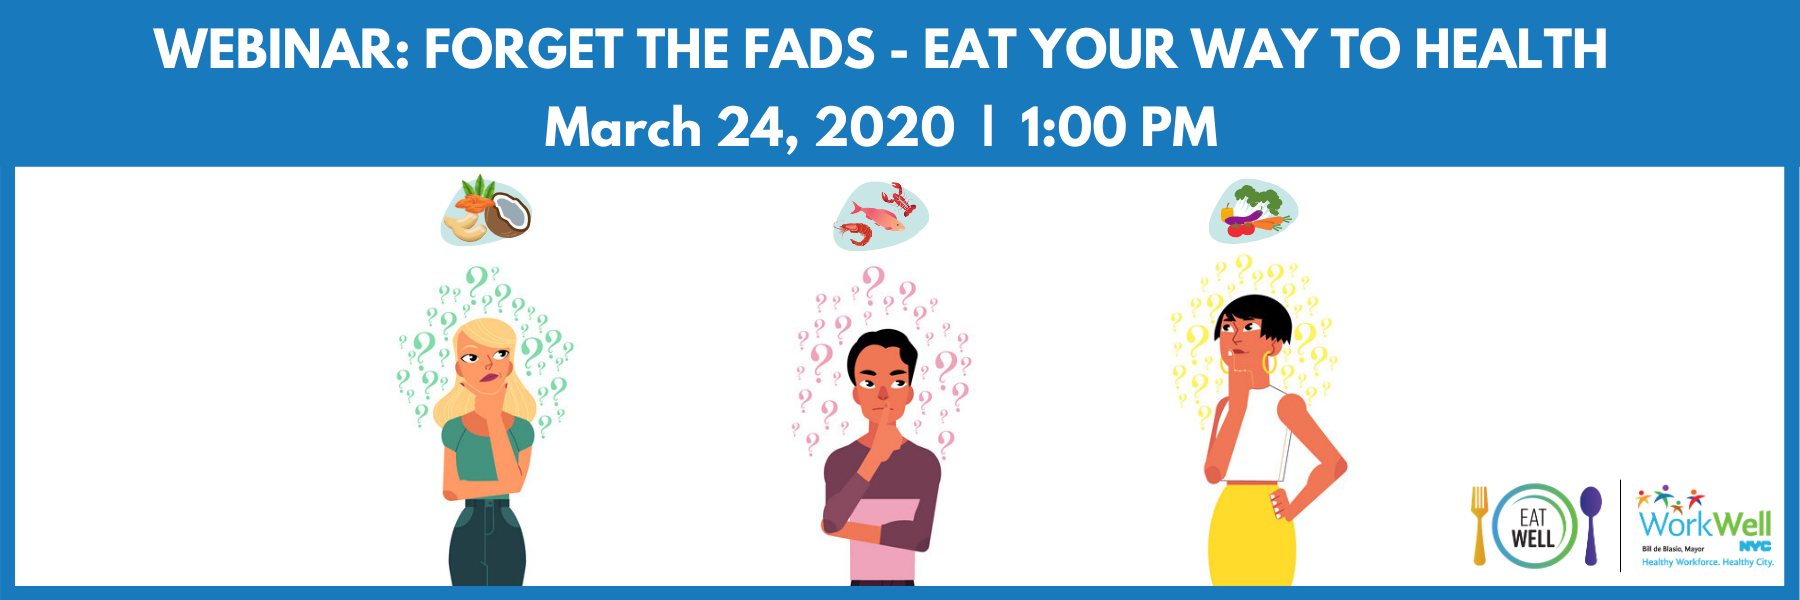 WEBINAR: FORGET THE FADS - EAT YOUR WAY TO HEALTH
March 24, 2020 | 1:00 PM
EAT
WELL
WorkWell
Bill de Blasio, Mayor NYC
Healthy Workforce. Healthy City.